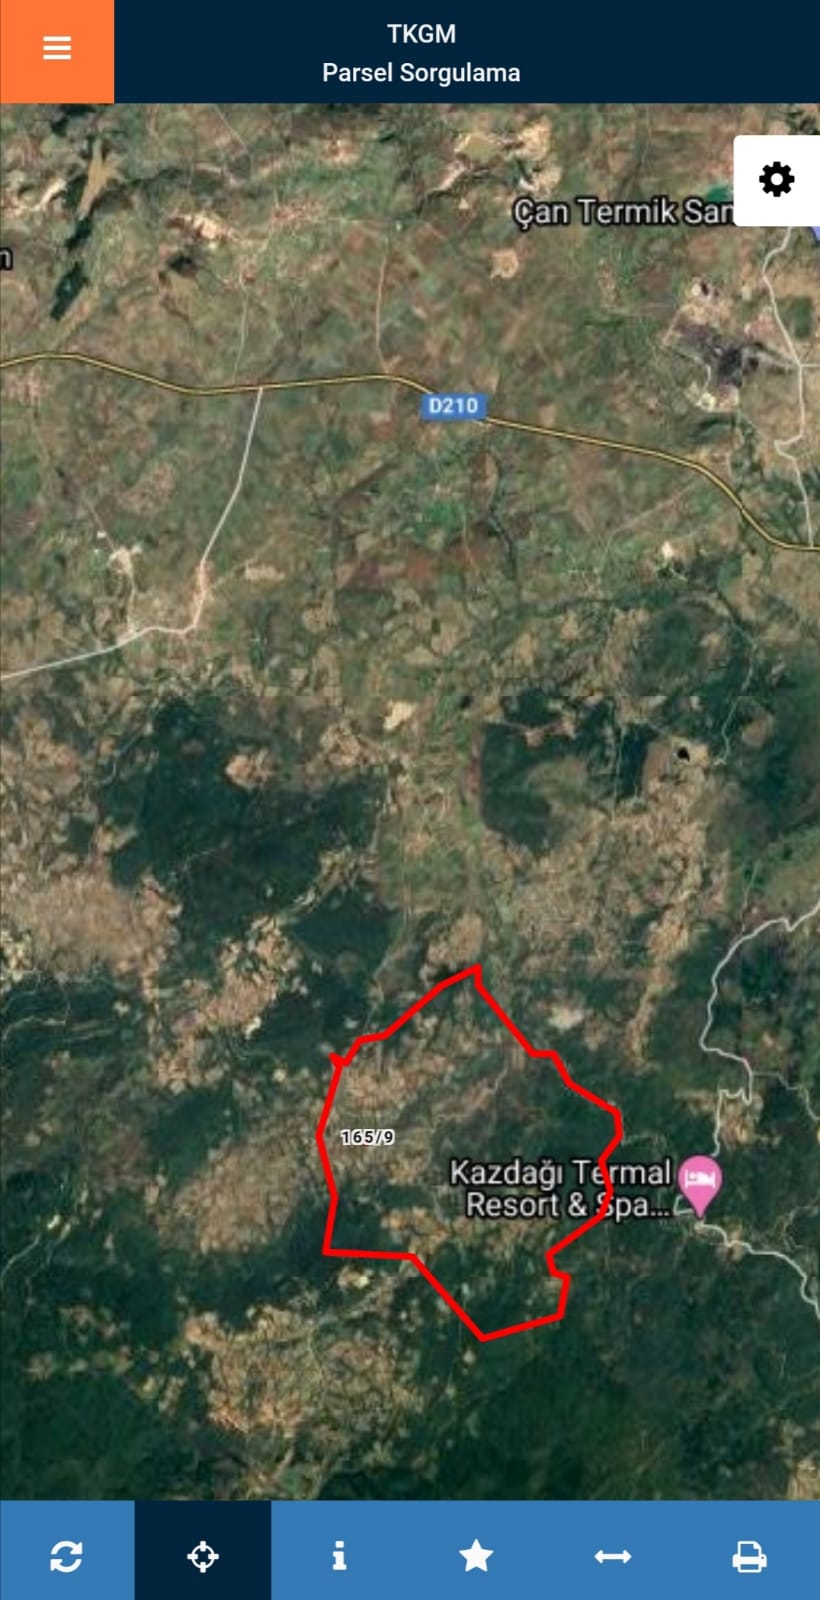 TKGM
Parsel Sorgulama
Çan Termik San
D210
165/9
Kazdağı Termal
Resort & Spa...